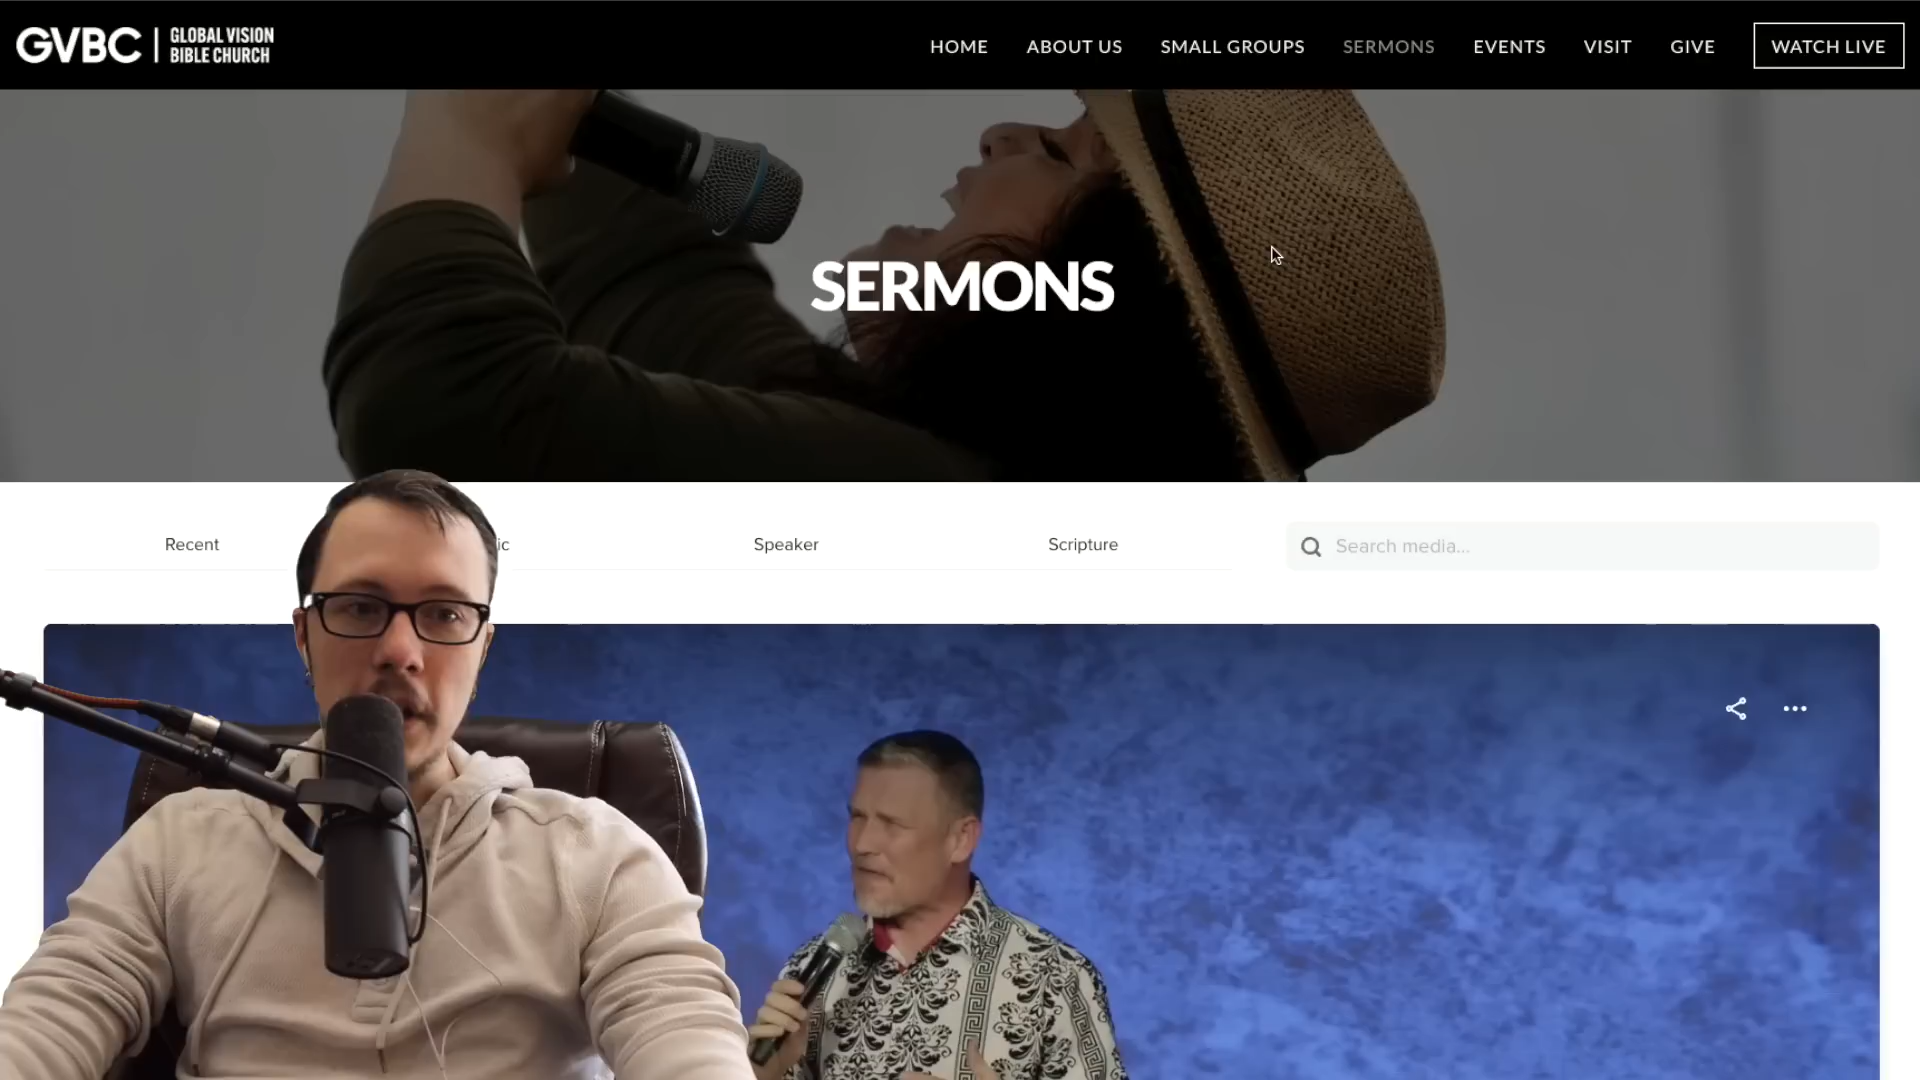 GVBC | GLOBAL VISION
BIBLE CHURCH
HOME
ABOUT US
SMALL GROUPS
SERMONS
EVENTS
VISIT
GIVE
WATCH LIVE
SERMONS
Recent
ic
Speaker
Scripture
Search media...